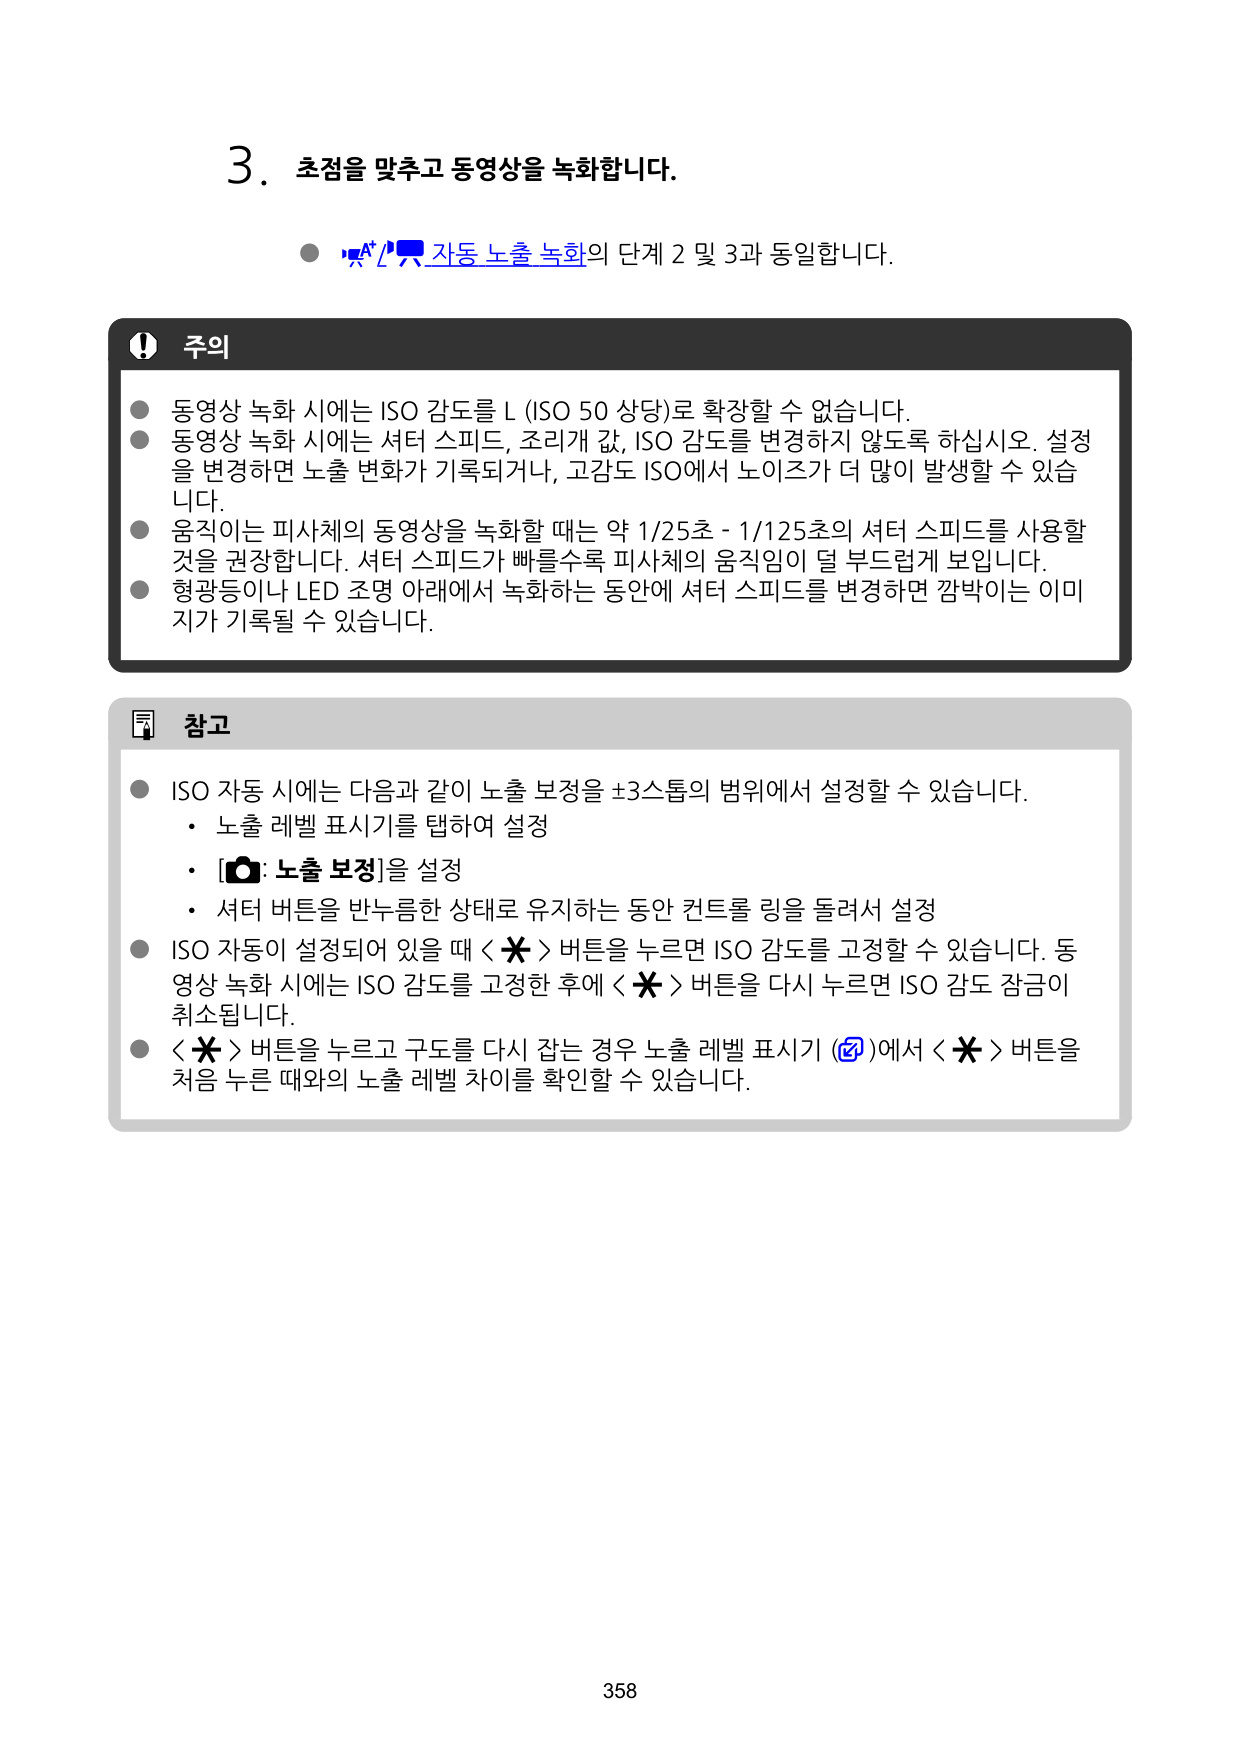 3. 초점을 맞추고 동영상을 녹화합니다.
● A+/ 자동 노출 녹화의 단계 2 및 3과 동일합니다.
주의
● 동영상 녹화 시에는 ISO 감도를 L (ISO 50 상당)로 확장할 수 없습니다.
● 동영상 녹화 시에는 셔터 스피드, 조리개 값, ISO 감도를 변경하지 않도록 하십시오. 설정
을 변경하면 노출 변화가 기록되거나, 고감도 ISO에서 노이즈가 더 많이 발생할 수 있습
니다.
● 움직이는 피사체의 동영상을 녹화할 때는 약 1/25초 - 1/125초의 셔터 스피드를 사용할
것을 권장합니다. 셔터 스피드가 빠를수록 피사체의 움직임이 덜 부드럽게 보입니다.
● 형광등이나 LED 조명 아래에서 녹화하는 동안에 셔터 스피드를 변경하면 깜박이는 이미
지가 기록될 수 있습니다.
참고
● ISO 자동 시에는 다음과 같이 노출 보정을 ±3스톱의 범위에서 설정할 수 있습니다.
• 노출 레벨 표시기를 탭하여 설정
• [: 노출 보정]을 설정
• 셔터 버튼을 반누름한 상태로 유지하는 동안 컨트롤 링을 돌려서 설정
● ISO 자동이 설정되어 있을 때 < * > 버튼을 누르면 ISO 감도를 고정할 수 있습니다. 동
영상 녹화 시에는 ISO 감도를 고정한 후에 < * > 버튼을 다시 누르면 ISO 감도 잠금이
취소됩니다.
● < * > 버튼을 누르고 구도를 다시 잡는 경우 노출 레벨 표시기 ()에서 < * > 버튼을
처음 누른 때와의 노출 레벨 차이를 확인할 수 있습니다.
358